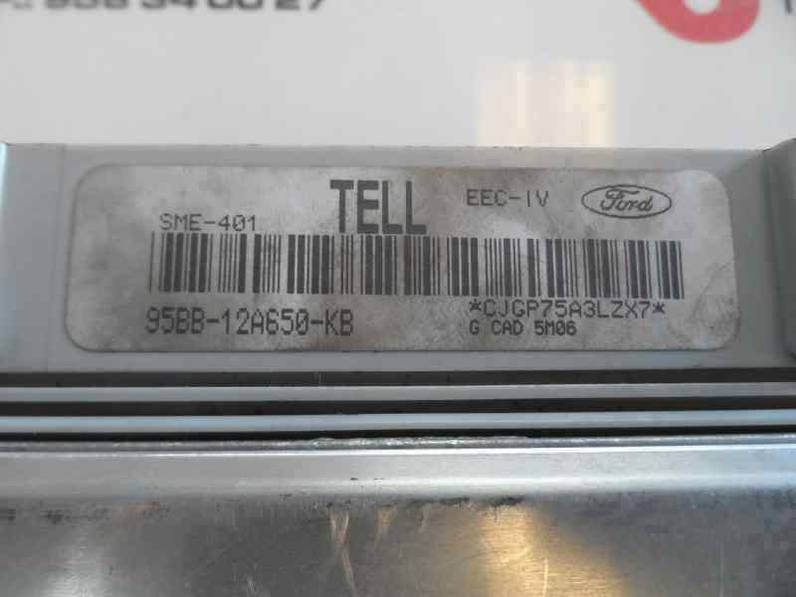 TELL
EEC-IV
Ford
SME-401
95BB-12A650-KB
*CJGP75A3LZX7*
G CAD 5M06